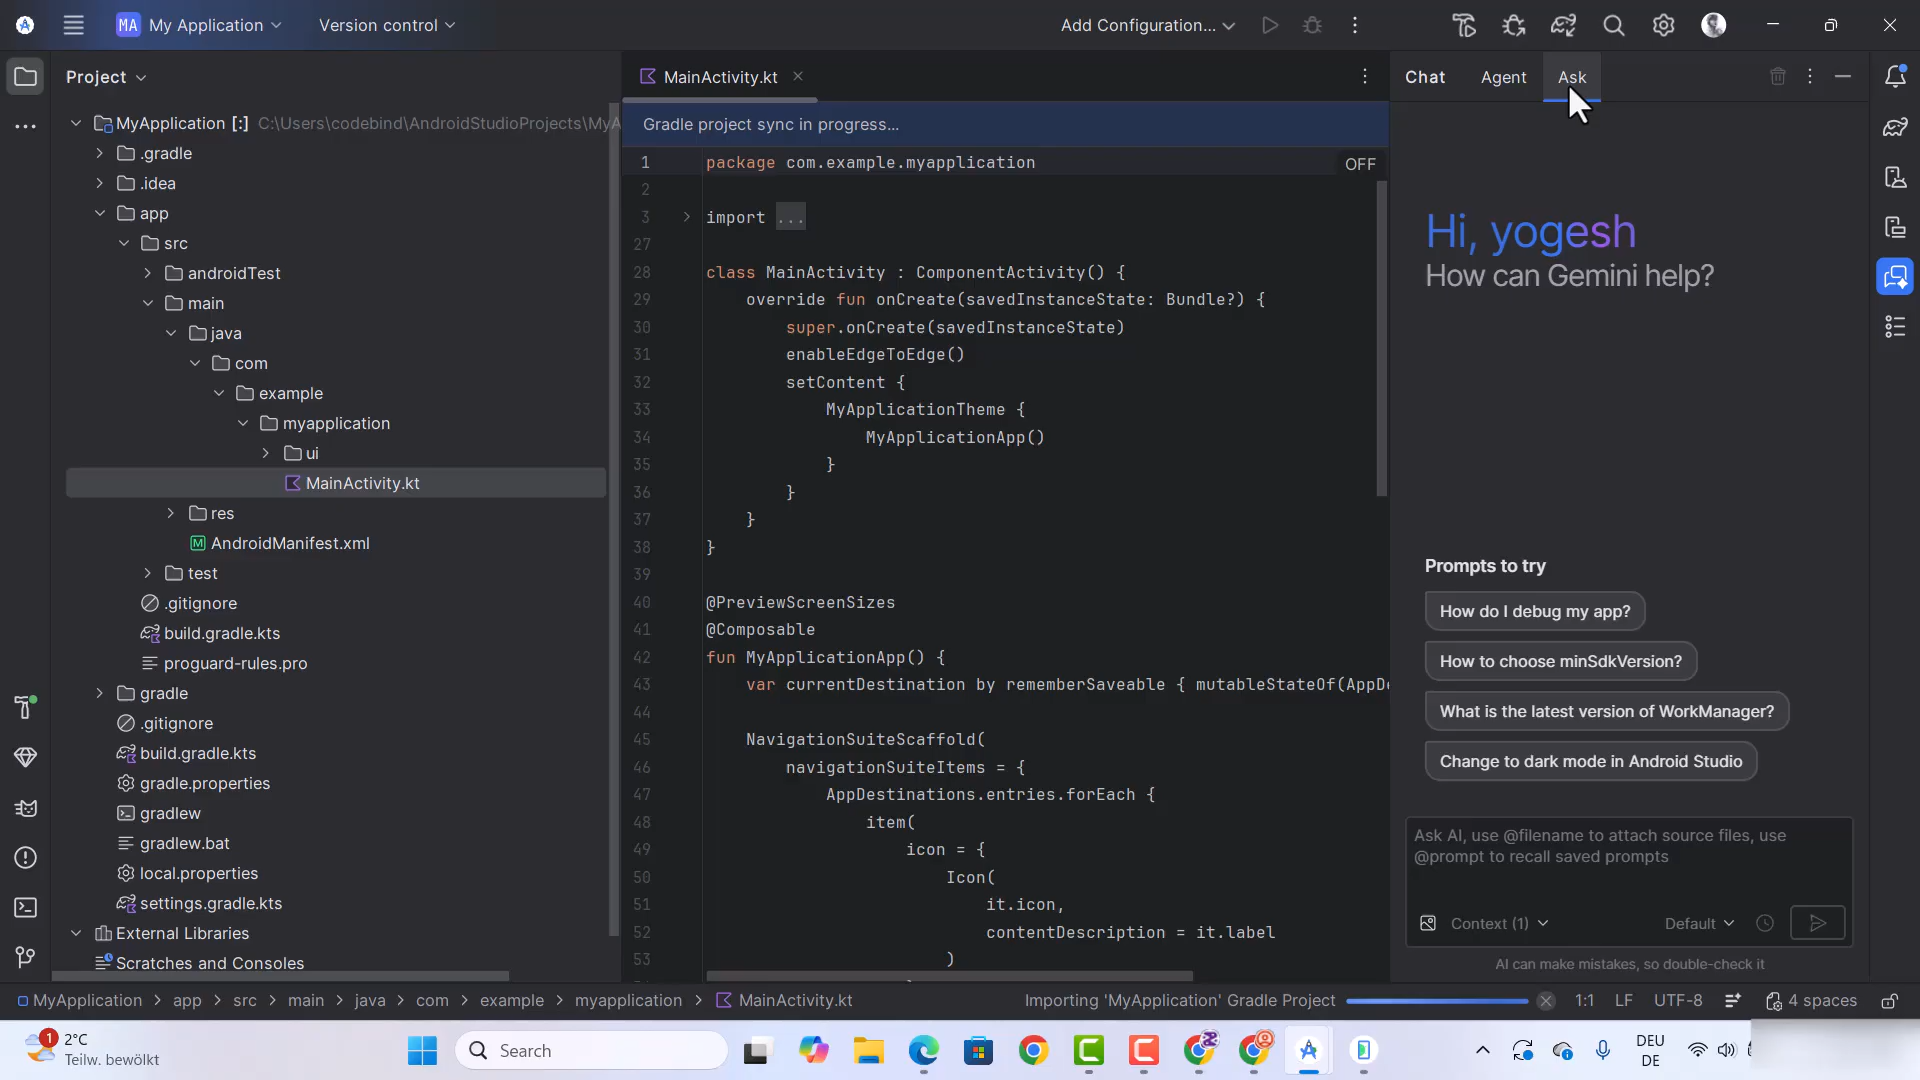 MA My Application
Version control
Add Configuration...
Project
MainActivity.kt
Chat
Agent
Ask
MyApplication [:] C:\Users\codebind\AndroidStudioProjects\MyA
.gradle
.idea
app
src
androidTest
main
java
com
example
myapplication
ui
MainActivity.kt
res
AndroidManifest.xml
test
.gitignore
build.gradle.kts
proguard-rules.pro
gradle
.gitignore
build.gradle.kts
gradle.properties
gradlew
gradlew.bat
local.properties
settings.gradle.kts
External Libraries
Scratches and Consoles
Gradle project sync in progress...
OFF
1 package com.example.myapplication
2
3 import ...
27
28 class MainActivity : ComponentActivity() {
29 override fun onCreate(savedInstanceState: Bundle?) {
30 super.onCreate(savedInstanceState)
31 enableEdgeToEdge()
32 setContent {
33 MyApplicationTheme {
34 MyApplicationApp()
35 }
36 }
37 }
38 }
39
40 @PreviewScreenSizes
41 @Composable
42 fun MyApplicationApp() {
43 var currentDestination by rememberSaveable { mutableStateOf(AppDe
44
45 NavigationSuiteScaffold(
46 navigationSuiteItems = {
47 AppDestinations.entries.forEach {
48 item(
49 icon = {
50 Icon(
51 it.icon,
52 contentDescription = it.label
53 )
Hi, yogesh
How can Gemini help?
Prompts to try
How do I debug my app?
How to choose minSdkVersion?
What is the latest version of WorkManager?
Change to dark mode in Android Studio
Ask AI, use @filename to attach source files, use
@prompt to recall saved prompts
Context (1)
Default
AI can make mistakes, so double-check it
MyApplication > app > src > main > java > com > example > myapplication > MainActivity.kt
Importing 'MyApplication' Gradle Project
1:1
LF
UTF-8
4 spaces
1
2°C
Teilw. bewölkt
Search
DEU
DE